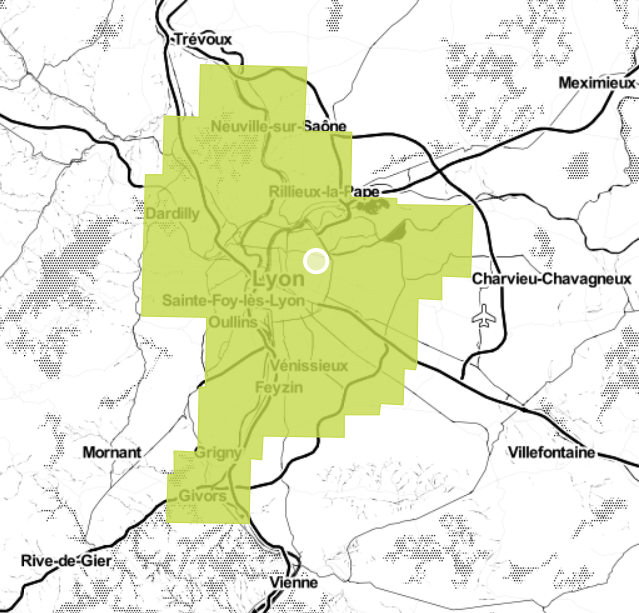 Trévoux
Meximieux
Neuville-sur-Saône
Rillieux-la-Pape
Dardilly
Lyon
Charvieu-Chavagneux
Sainte-Foy-lès-Lyon
Oullins
Vénissieux
Feyzin
Mornant
Grigny
Villefontaine
Givors
Rive-de-Gier
Vienne